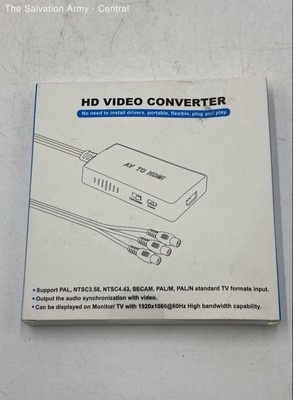 The Salvation Army - Central
HD VIDEO CONVERTER
No need to install drivers, portable, flexible, plug and play.
AV TO HDMI
•Support PAL, NTSC3.58, NTSC4.43, SECAM, PAL/M, PAL/N standard TV formats input.
•Output the audio synchronization with video.
•Can be displayed on Monitor/ TV with 1920x1080@60Hz High bandwidth capability.